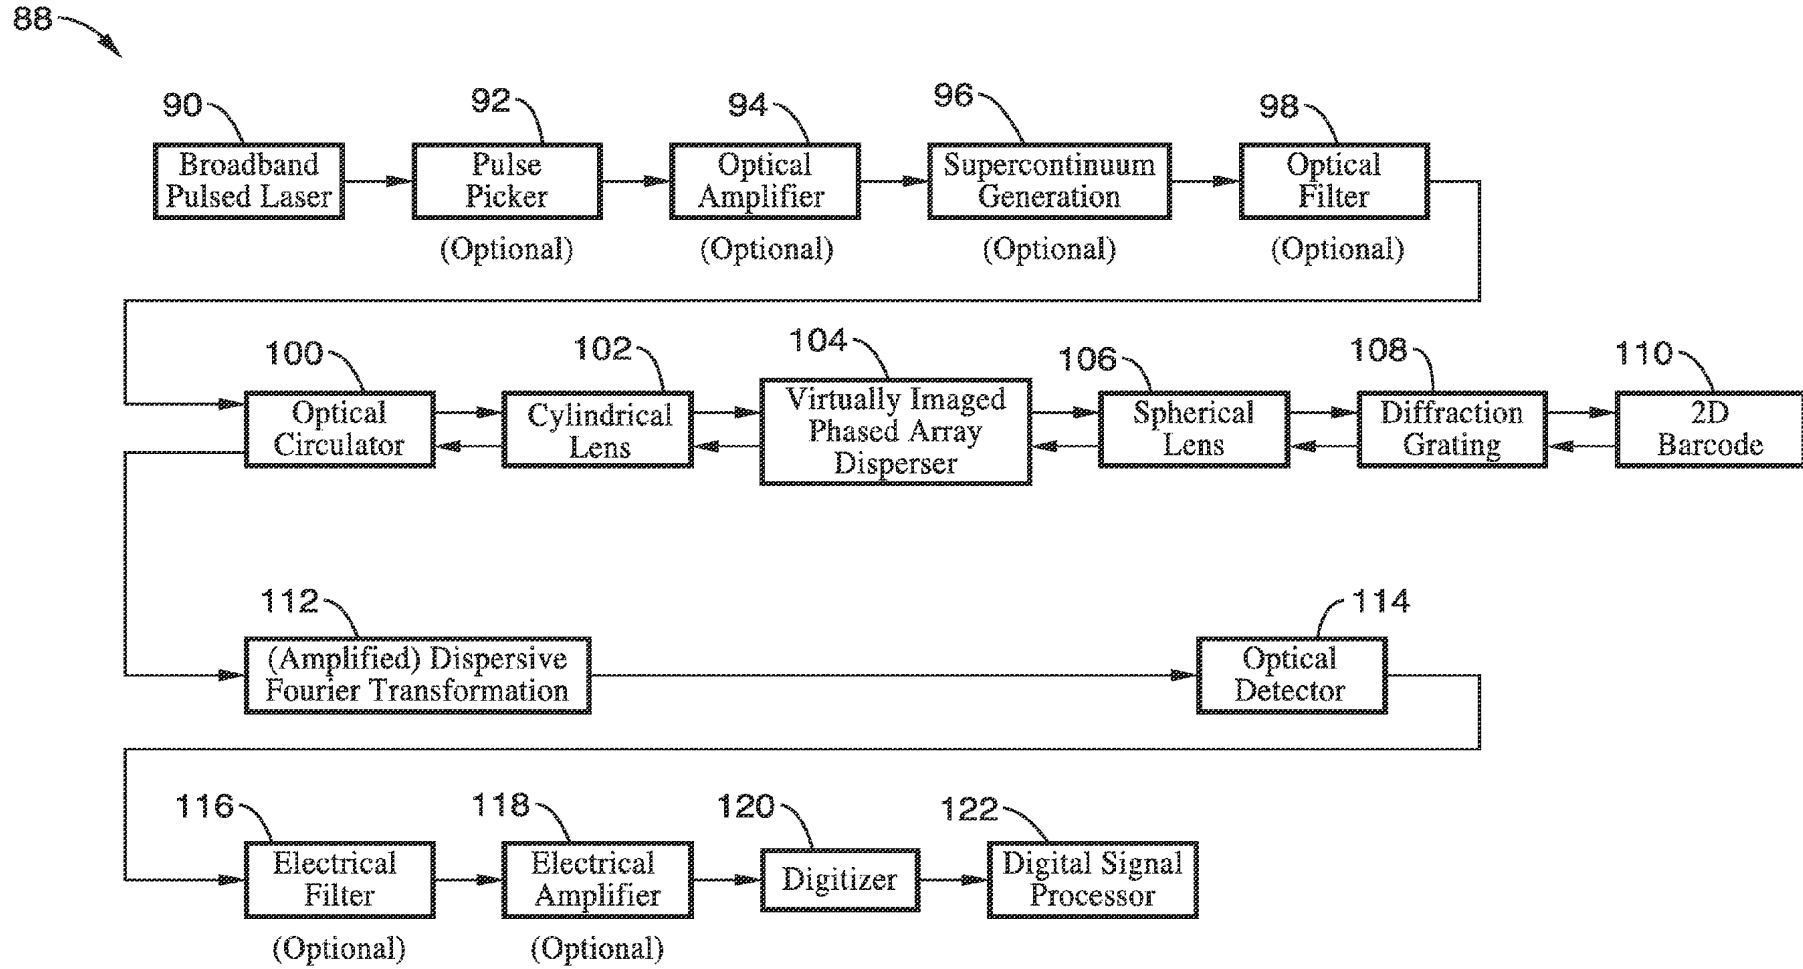 88
90
92
94
96
98
Broadband
Pulsed Laser
Pulse
Picker
Optical
Amplifier
Supercontinuum
Generation
Optical
Filter
(Optional)
(Optional)
(Optional)
(Optional)
100
102
104
106
108
110
Optical
Circulator
Cylindrical
Lens
Virtually Imaged
Phased Array
Disperser
Spherical
Lens
Diffraction
Grating
2D
Barcode
112
114
(Amplified) Dispersive
Fourier Transformation
Optical
Detector
116
118
120
122
Electrical
Filter
Electrical
Amplifier
Digitizer
Digital Signal
Processor
(Optional)
(Optional)